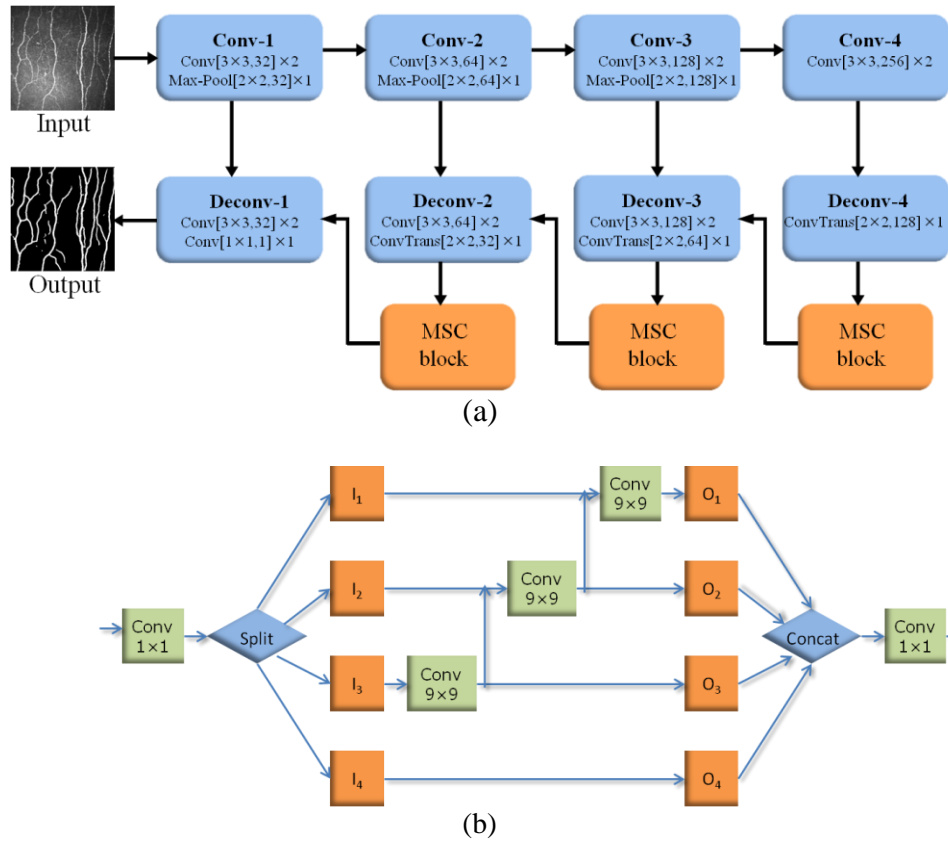 Input
Conv-1
Conv[3×3,32]×2
Max-Pool[2×2,32]×1
Conv-2
Conv[3×3,64]×2
Max-Pool[2×2,64]×1
Conv-3
Conv[3×3,128]×2
Max-Pool[2×2,128]×1
Conv-4
Conv[3×3,256]×2
Output
Deconv-1
Conv[3×3,32]×2
Conv[1×1,1]×1
Deconv-2
Conv[3×3,64]×2
ConvTrans[2×2,32]×1
Deconv-3
Conv[3×3,128]×2
ConvTrans[2×2,64]×1
Deconv-4
ConvTrans[2×2,128]×1
MSC
block
MSC
block
MSC
block
(a)
Conv
1×1
Split
I₁
I₂
I₃
I₄
Conv
9×9
Conv
9×9
Conv
9×9
O₁
O₂
O₃
O₄
Concat
Conv
1×1
(b)